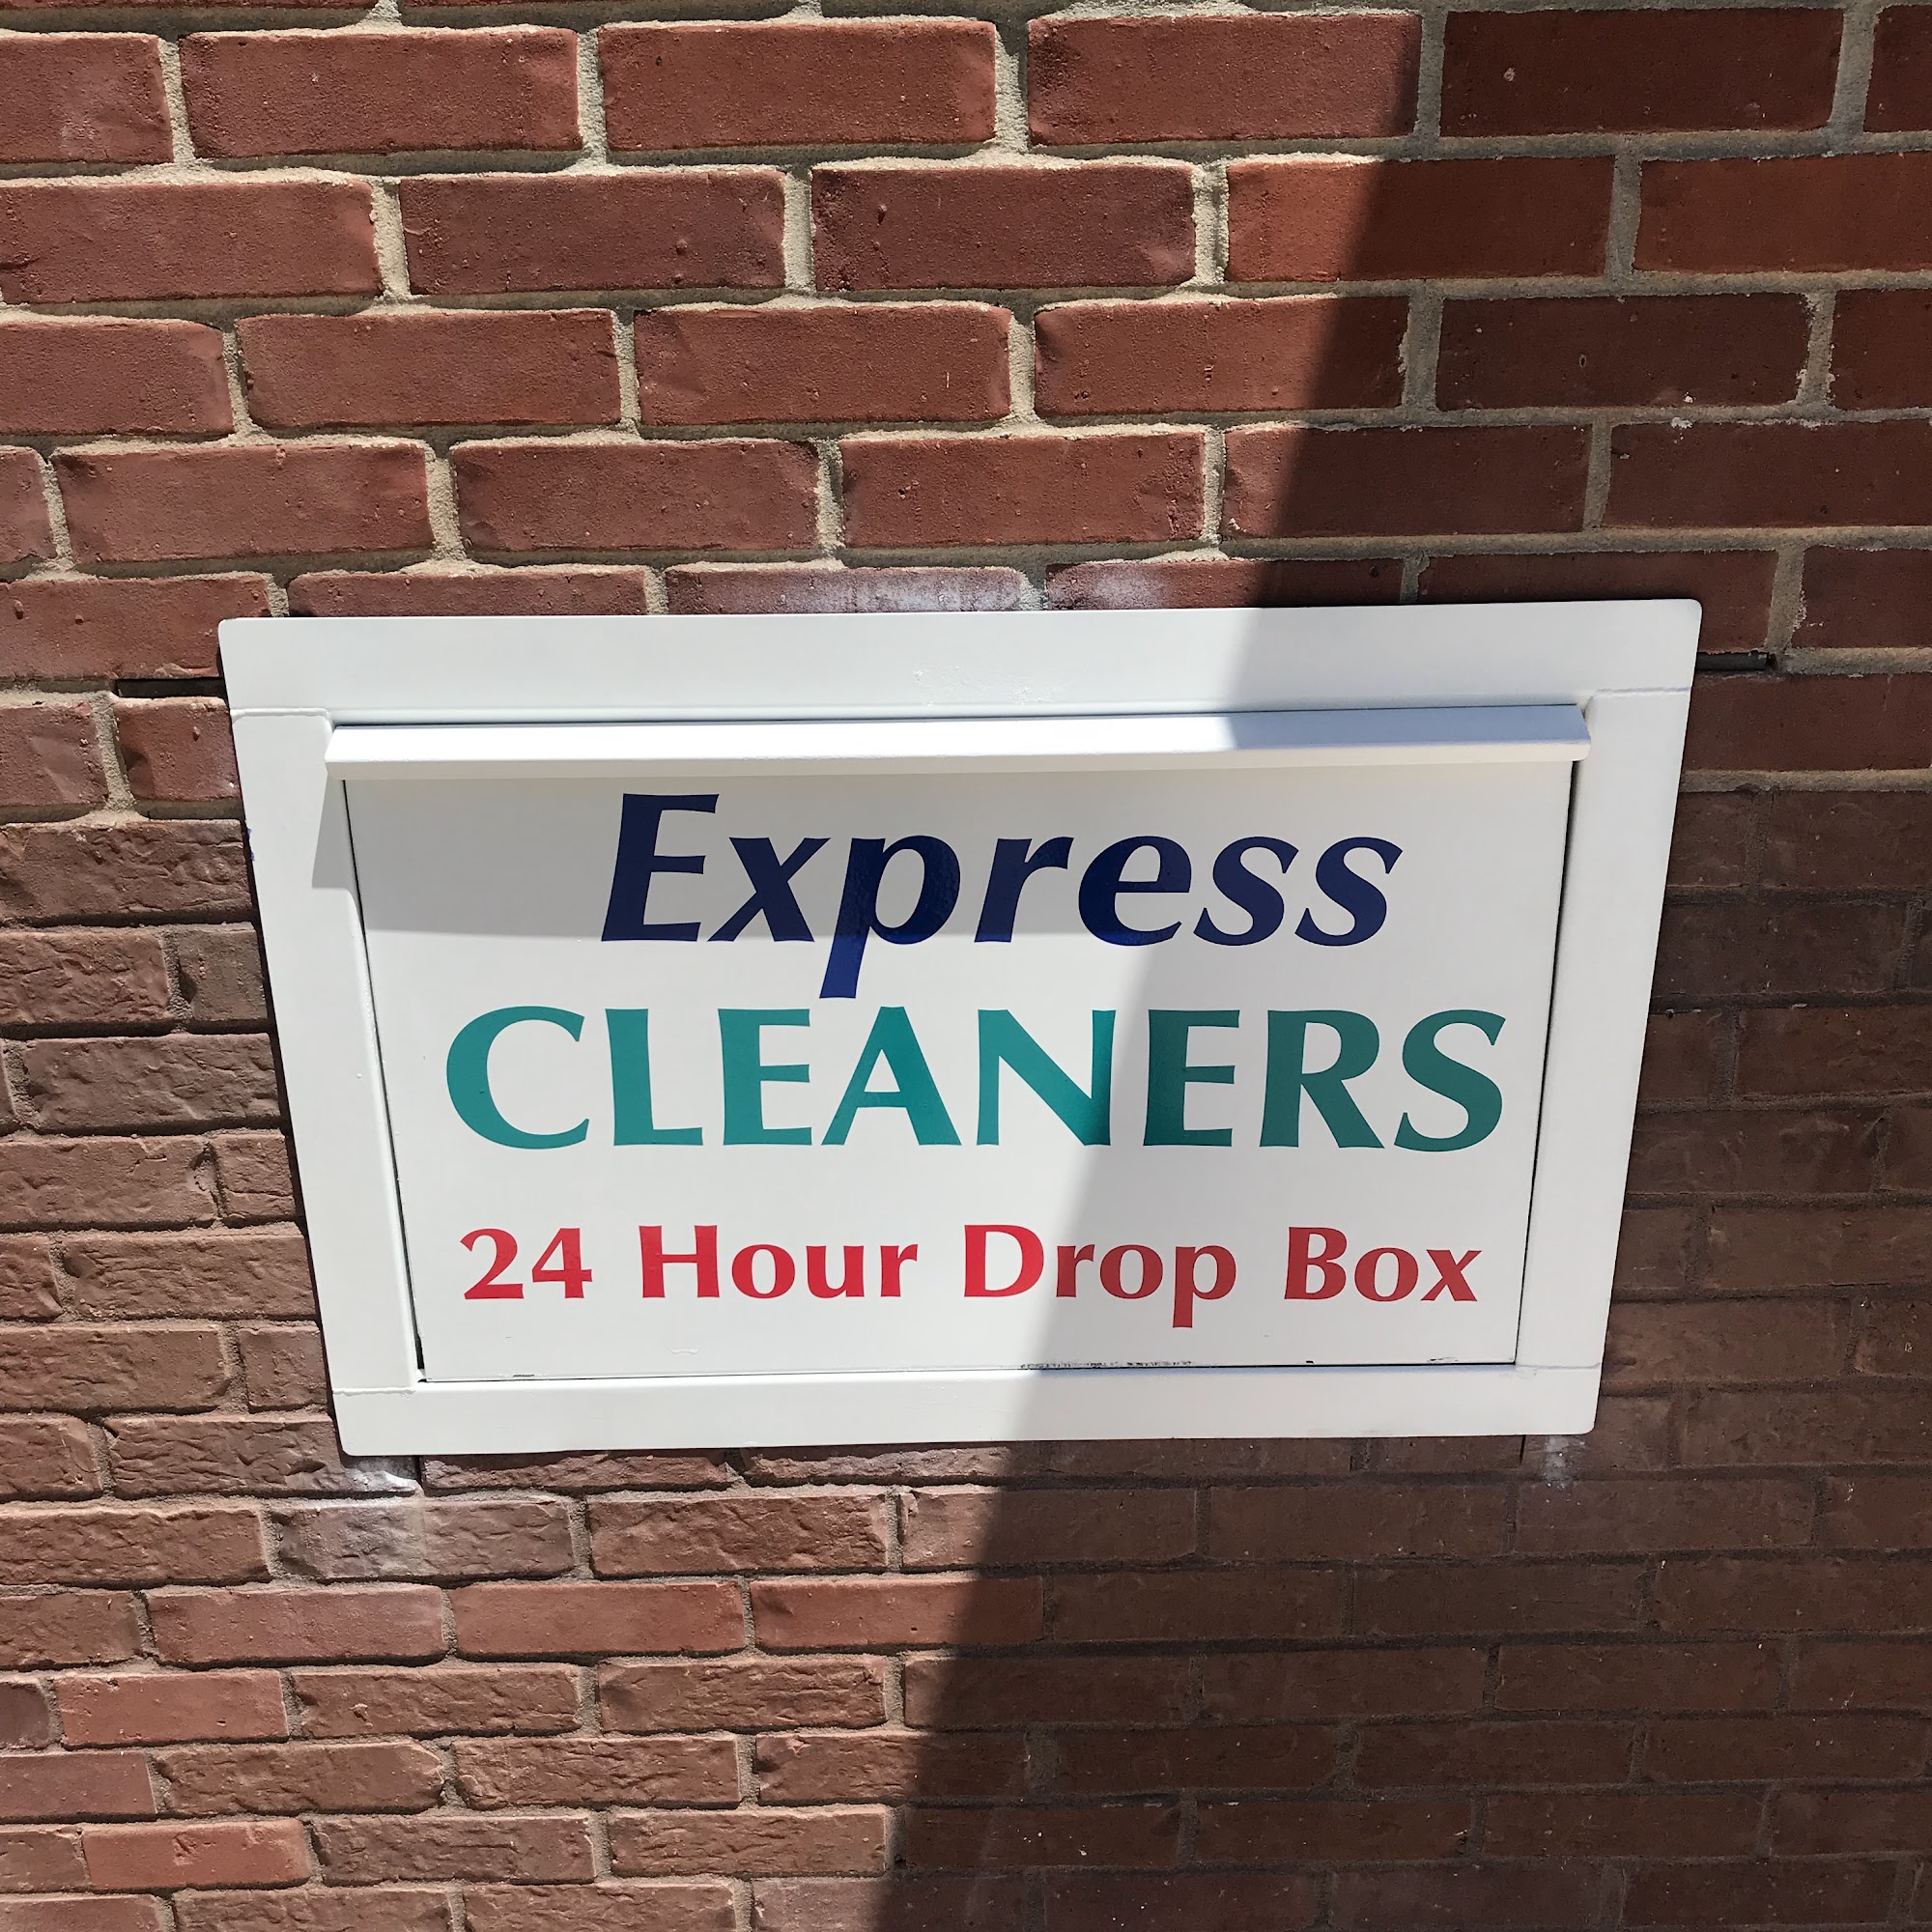 Express
CLEANERS
24 Hour Drop Box